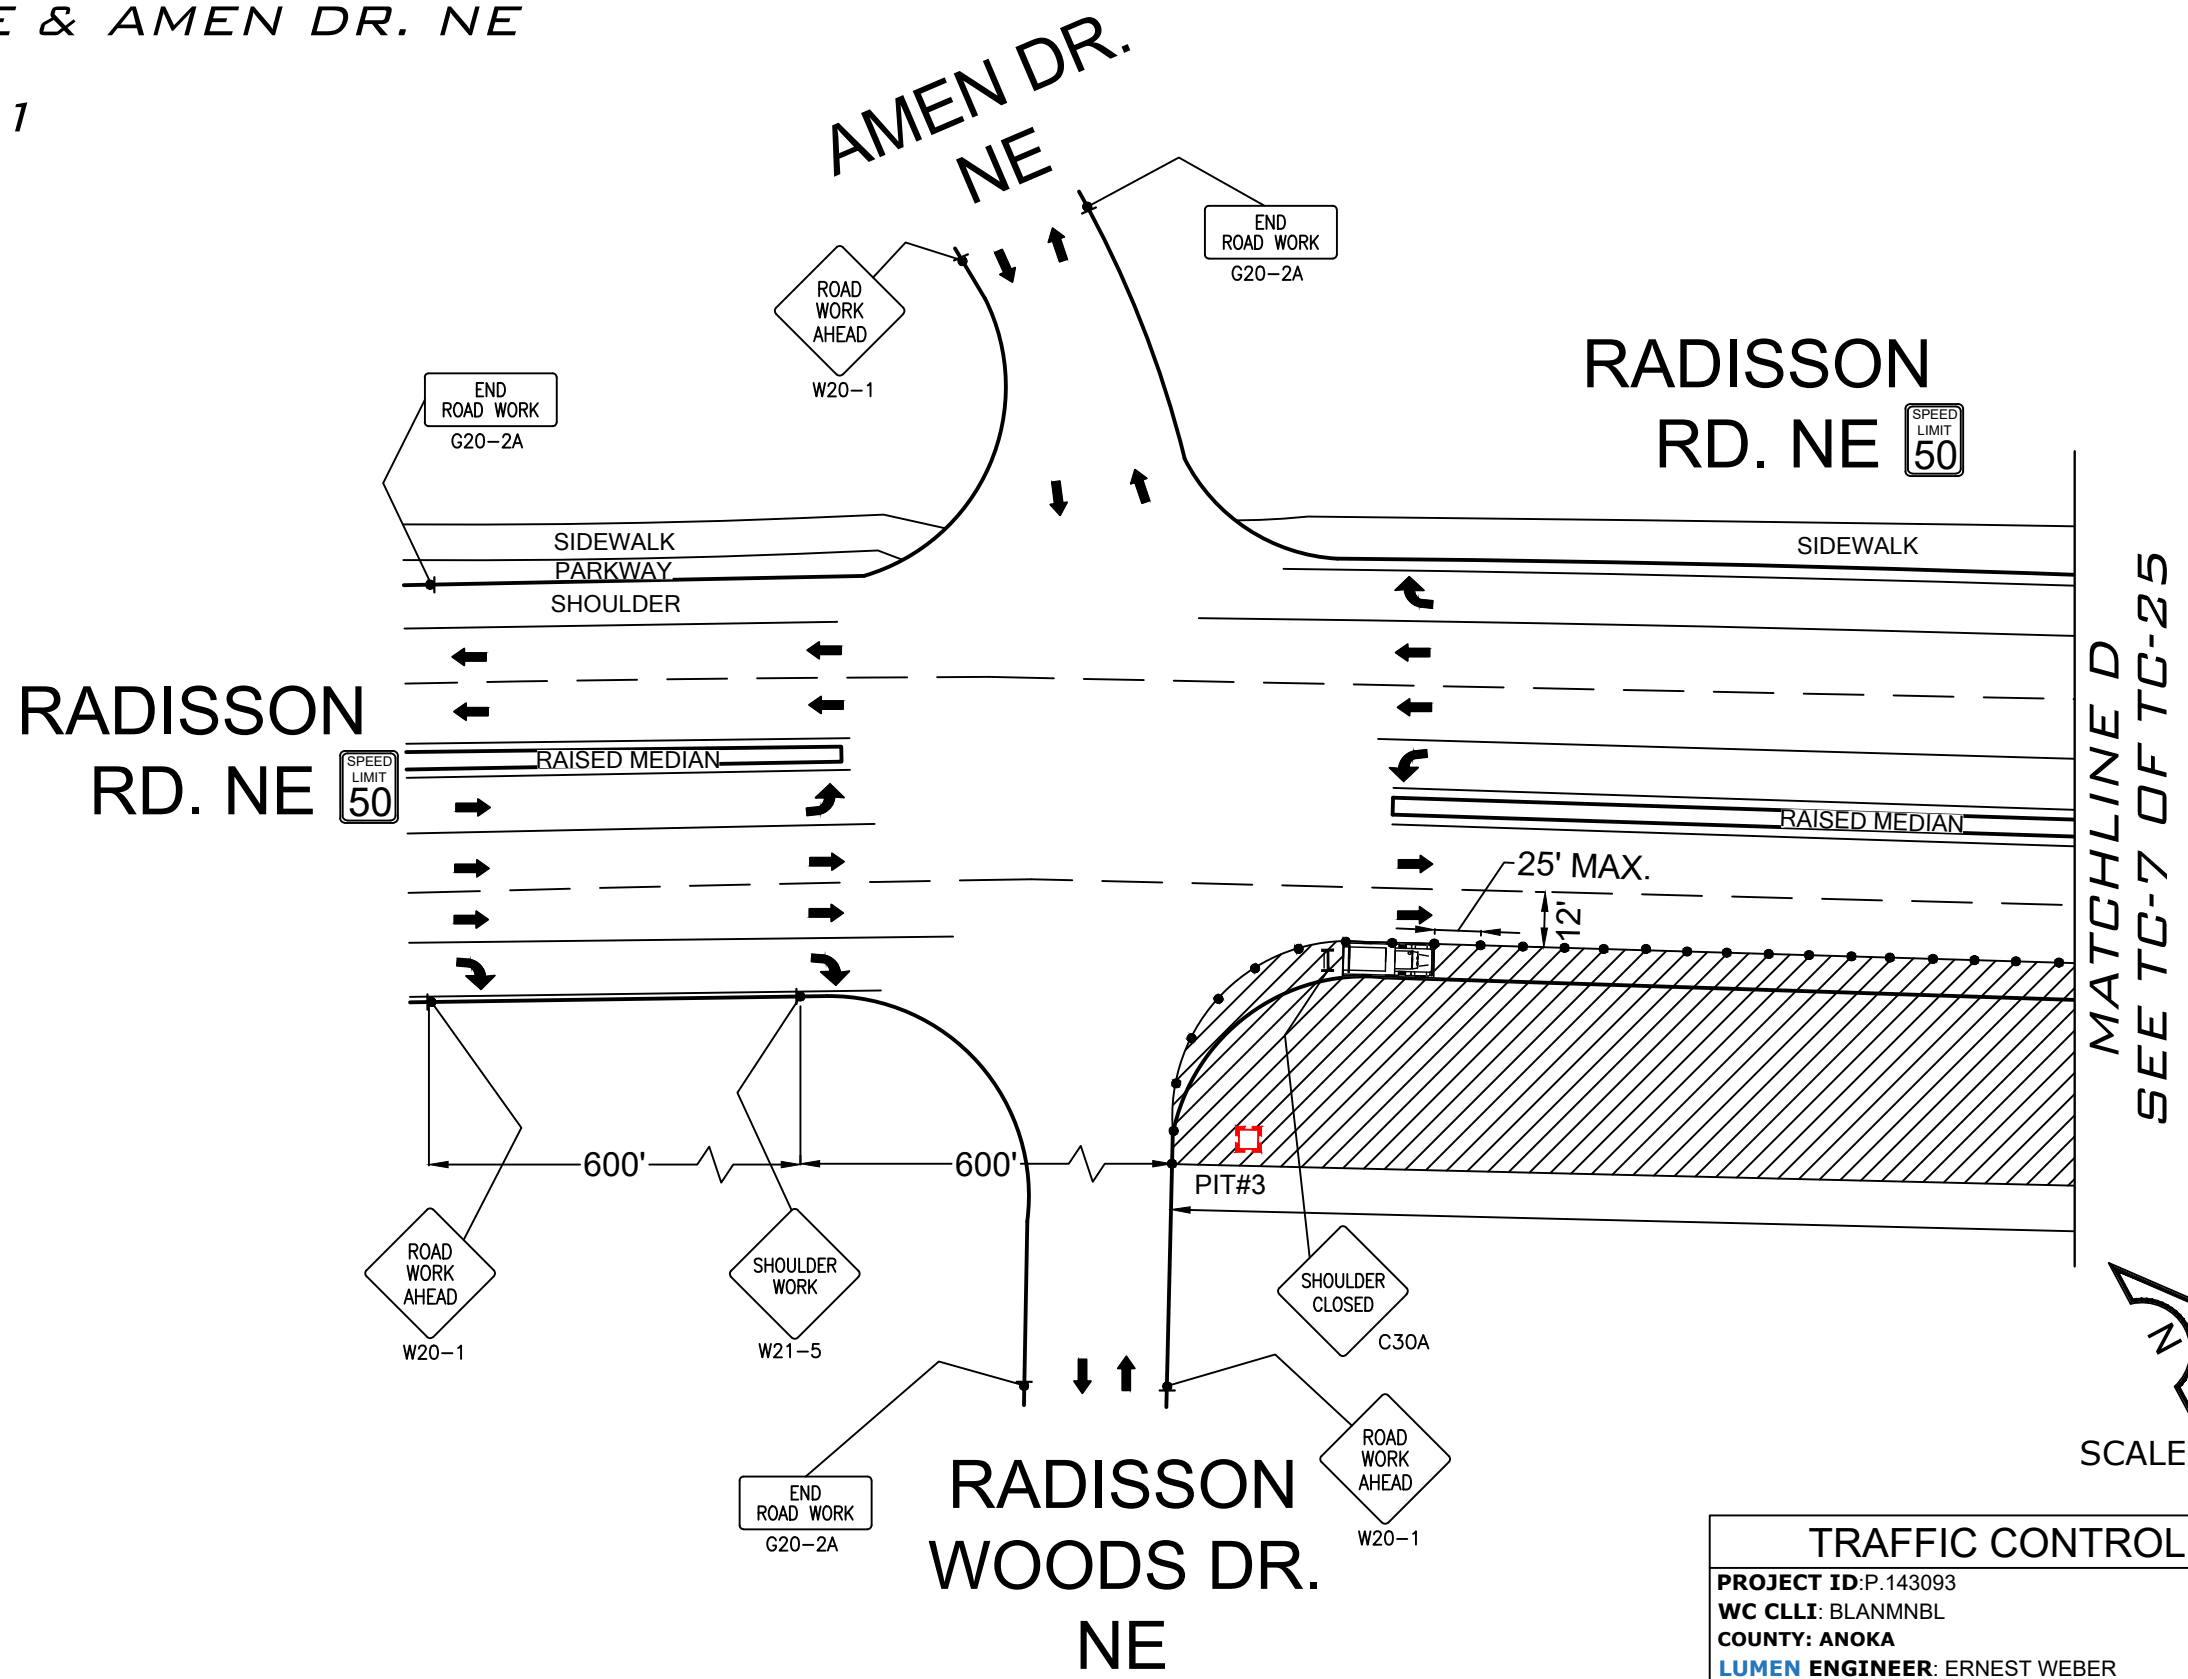 E & AMEN DR. NE
1
AMEN DR.
NE
END
ROAD WORK
G20-2A
ROAD
WORK
AHEAD
W20-1
END
ROAD WORK
G20-2A
RADISSON
RD. NE
SPEED
LIMIT
50
SIDEWALK
PARKWAY
SHOULDER
SIDEWALK
RADISSON
RD. NE
SPEED
LIMIT
50
RAISED MEDIAN
RAISED MEDIAN
25' MAX.
12'
MATCHLINE D
SEE TC-7 OF TC-25
600'
600'
PIT#3
ROAD
WORK
AHEAD
W20-1
SHOULDER
WORK
W21-5
SHOULDER
CLOSED
C30A
N
END
ROAD WORK
G20-2A
RADISSON
WOODS DR.
NE
ROAD
WORK
AHEAD
W20-1
SCALE
TRAFFIC CONTROL
PROJECT ID:P.143093
WC CLLI: BLANMNBL
COUNTY: ANOKA
LUMEN ENGINEER: ERNEST WEBER